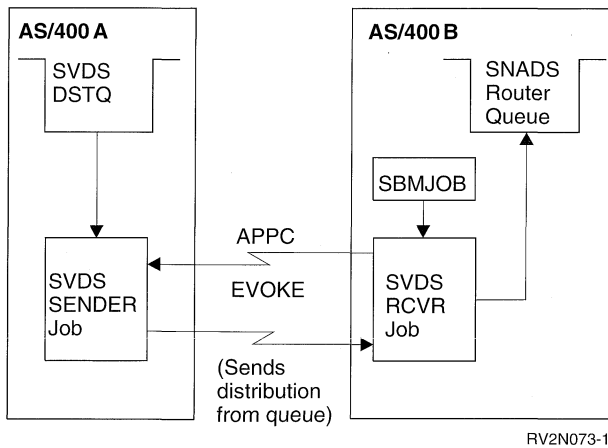 AS/400 A
SVDS
DSTQ
SVDS
SENDER
Job
APPC
EVOKE
(Sends
distribution
from queue)
AS/400 B
SNADS
Router
Queue
SBMJOB
SVDS
RCVR
Job
RV2N073-1